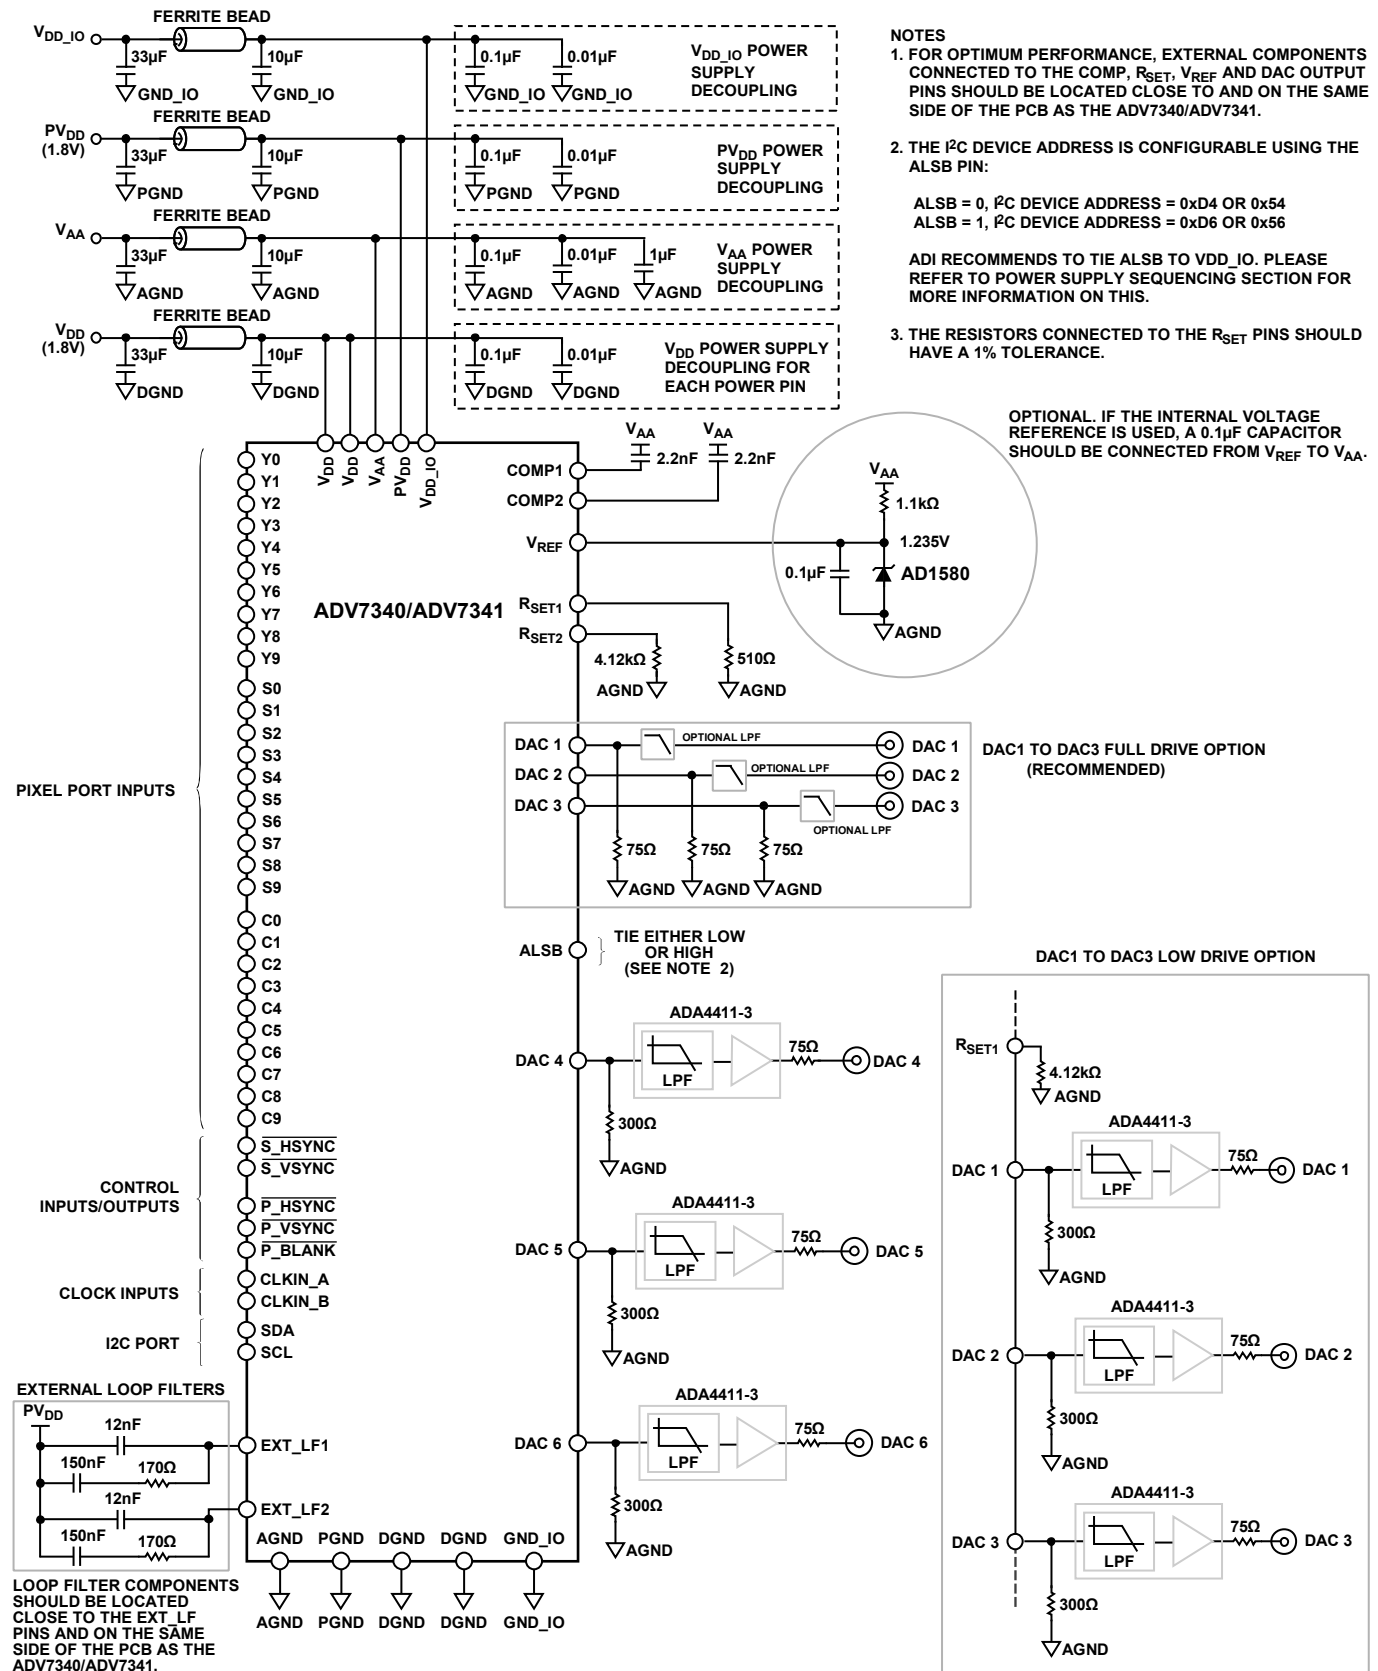 FERRITE BEAD
VDD_IO
33µF
10µF
GND_IO
GND_IO
0.1µF
0.01µF
GND_IO
GND_IO
VDD_IO POWER
SUPPLY
DECOUPLING
FERRITE BEAD
PVDD
(1.8V)
33µF
10µF
PGND
PGND
0.1µF
0.01µF
PGND
PGND
PVDD POWER
SUPPLY
DECOUPLING
FERRITE BEAD
VAA
33µF
10µF
AGND
AGND
0.1µF
0.01µF
1µF
AGND
AGND
AGND
VAA POWER
SUPPLY
DECOUPLING
FERRITE BEAD
VDD
(1.8V)
33µF
10µF
DGND
DGND
0.1µF
0.01µF
DGND
DGND
VDD POWER SUPPLY
DECOUPLING FOR
EACH POWER PIN
NOTES
1. FOR OPTIMUM PERFORMANCE, EXTERNAL COMPONENTS
CONNECTED TO THE COMP, RSET, VREF AND DAC OUTPUT
PINS SHOULD BE LOCATED CLOSE TO AND ON THE SAME
SIDE OF THE PCB AS THE ADV7340/ADV7341.
2. THE I2C DEVICE ADDRESS IS CONFIGURABLE USING THE
ALSB PIN:
ALSB = 0, I2C DEVICE ADDRESS = 0xD4 OR 0x54
ALSB = 1, I2C DEVICE ADDRESS = 0xD6 OR 0x56
ADI RECOMMENDS TO TIE ALSB TO VDD_IO. PLEASE
REFER TO POWER SUPPLY SEQUENCING SECTION FOR
MORE INFORMATION ON THIS.
3. THE RESISTORS CONNECTED TO THE RSET PINS SHOULD
HAVE A 1% TOLERANCE.
OPTIONAL. IF THE INTERNAL VOLTAGE
REFERENCE IS USED, A 0.1µF CAPACITOR
SHOULD BE CONNECTED FROM VREF TO VAA.
VAA
1.1kΩ
1.235V
0.1µF
AD1580
AGND
VDD
VDD
VAA
PVDD
VDD_IO
ADV7340/ADV7341
COMP1
COMP2
VAA
2.2nF
VAA
2.2nF
VREF
RSET1
RSET2
4.12kΩ
AGND
510Ω
AGND
PIXEL PORT INPUTS
Y0
Y1
Y2
Y3
Y4
Y5
Y6
Y7
Y8
Y9
S0
S1
S2
S3
S4
S5
S6
S7
S8
S9
C0
C1
C2
C3
C4
C5
C6
C7
C8
C9
CONTROL
INPUTS/OUTPUTS
S_HSYNC
S_VSYNC
P_HSYNC
P_VSYNC
P_BLANK
CLOCK INPUTS
CLKIN_A
CLKIN_B
I2C PORT
SDA
SCL
EXTERNAL LOOP FILTERS
PVDD
12nF
150nF
170Ω
12nF
150nF
170Ω
EXT_LF1
EXT_LF2
LOOP FILTER COMPONENTS
SHOULD BE LOCATED
CLOSE TO THE EXT_LF
PINS AND ON THE SAME
SIDE OF THE PCB AS THE
ADV7340/ADV7341.
AGND PGND DGND DGND GND_IO
AGND PGND DGND DGND GND_IO
DAC 1
OPTIONAL LPF
DAC 1
DAC 2
OPTIONAL LPF
DAC 2
DAC 3
OPTIONAL LPF
DAC 3
75Ω
75Ω
75Ω
AGND
AGND
AGND
DAC1 TO DAC3 FULL DRIVE OPTION
(RECOMMENDED)
ALSB
TIE EITHER LOW
OR HIGH
(SEE NOTE 2)
ADA4411-3
DAC 4
LPF
75Ω
DAC 4
300Ω
AGND
ADA4411-3
DAC 5
LPF
75Ω
DAC 5
300Ω
AGND
ADA4411-3
DAC 6
LPF
75Ω
DAC 6
300Ω
AGND
DAC1 TO DAC3 LOW DRIVE OPTION
RSET1
4.12kΩ
AGND
ADA4411-3
DAC 1
LPF
75Ω
DAC 1
300Ω
AGND
ADA4411-3
DAC 2
LPF
75Ω
DAC 2
300Ω
AGND
ADA4411-3
DAC 3
LPF
75Ω
DAC 3
300Ω
AGND